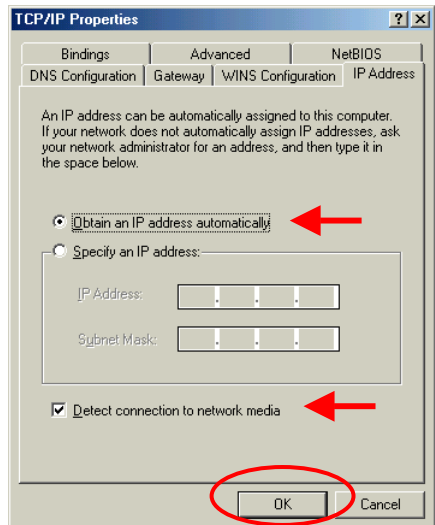 TCP/IP Properties
Bindings Advanced NetBIOS
DNS Configuration Gateway WINS Configuration IP Address
An IP address can be automatically assigned to this computer.
If your network does not automatically assign IP addresses, ask
your network administrator for an address, and then type it in
the space below.
Obtain an IP address automatically
Specify an IP address:
IP Address:
Subnet Mask:
Detect connection to network media
OK Cancel